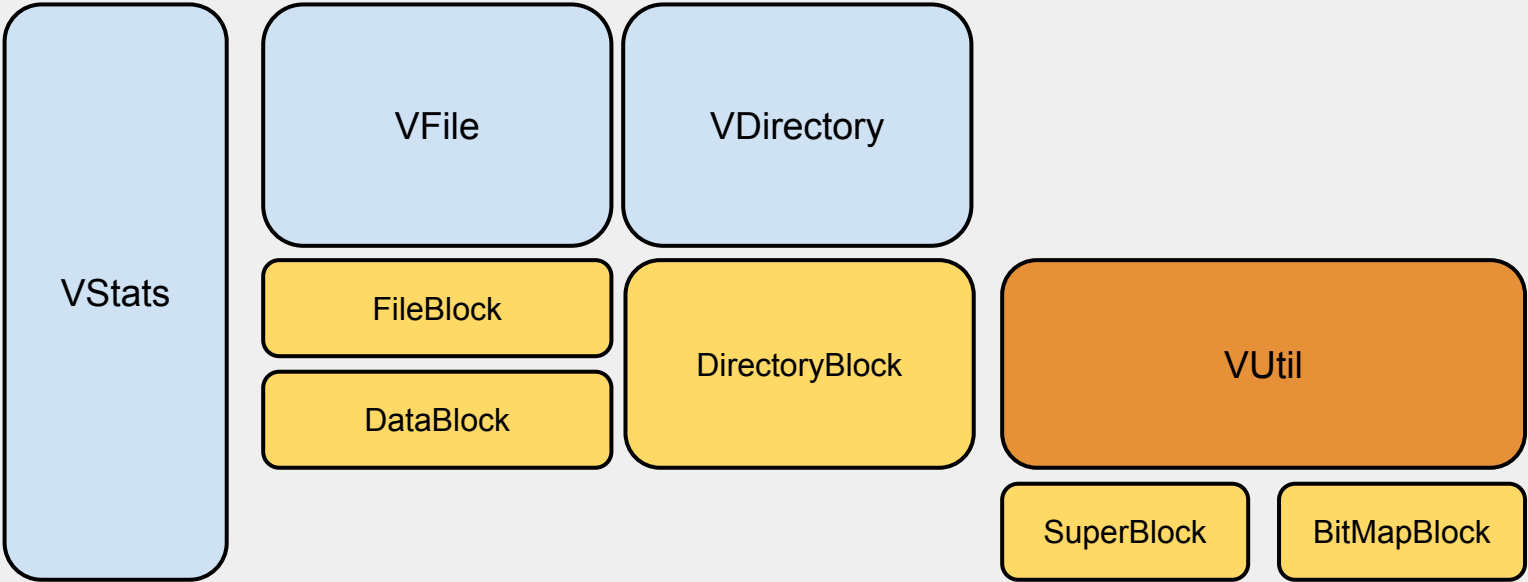 VStats
VFile
VDirectory
FileBlock
DataBlock
DirectoryBlock
VUtil
SuperBlock
BitMapBlock